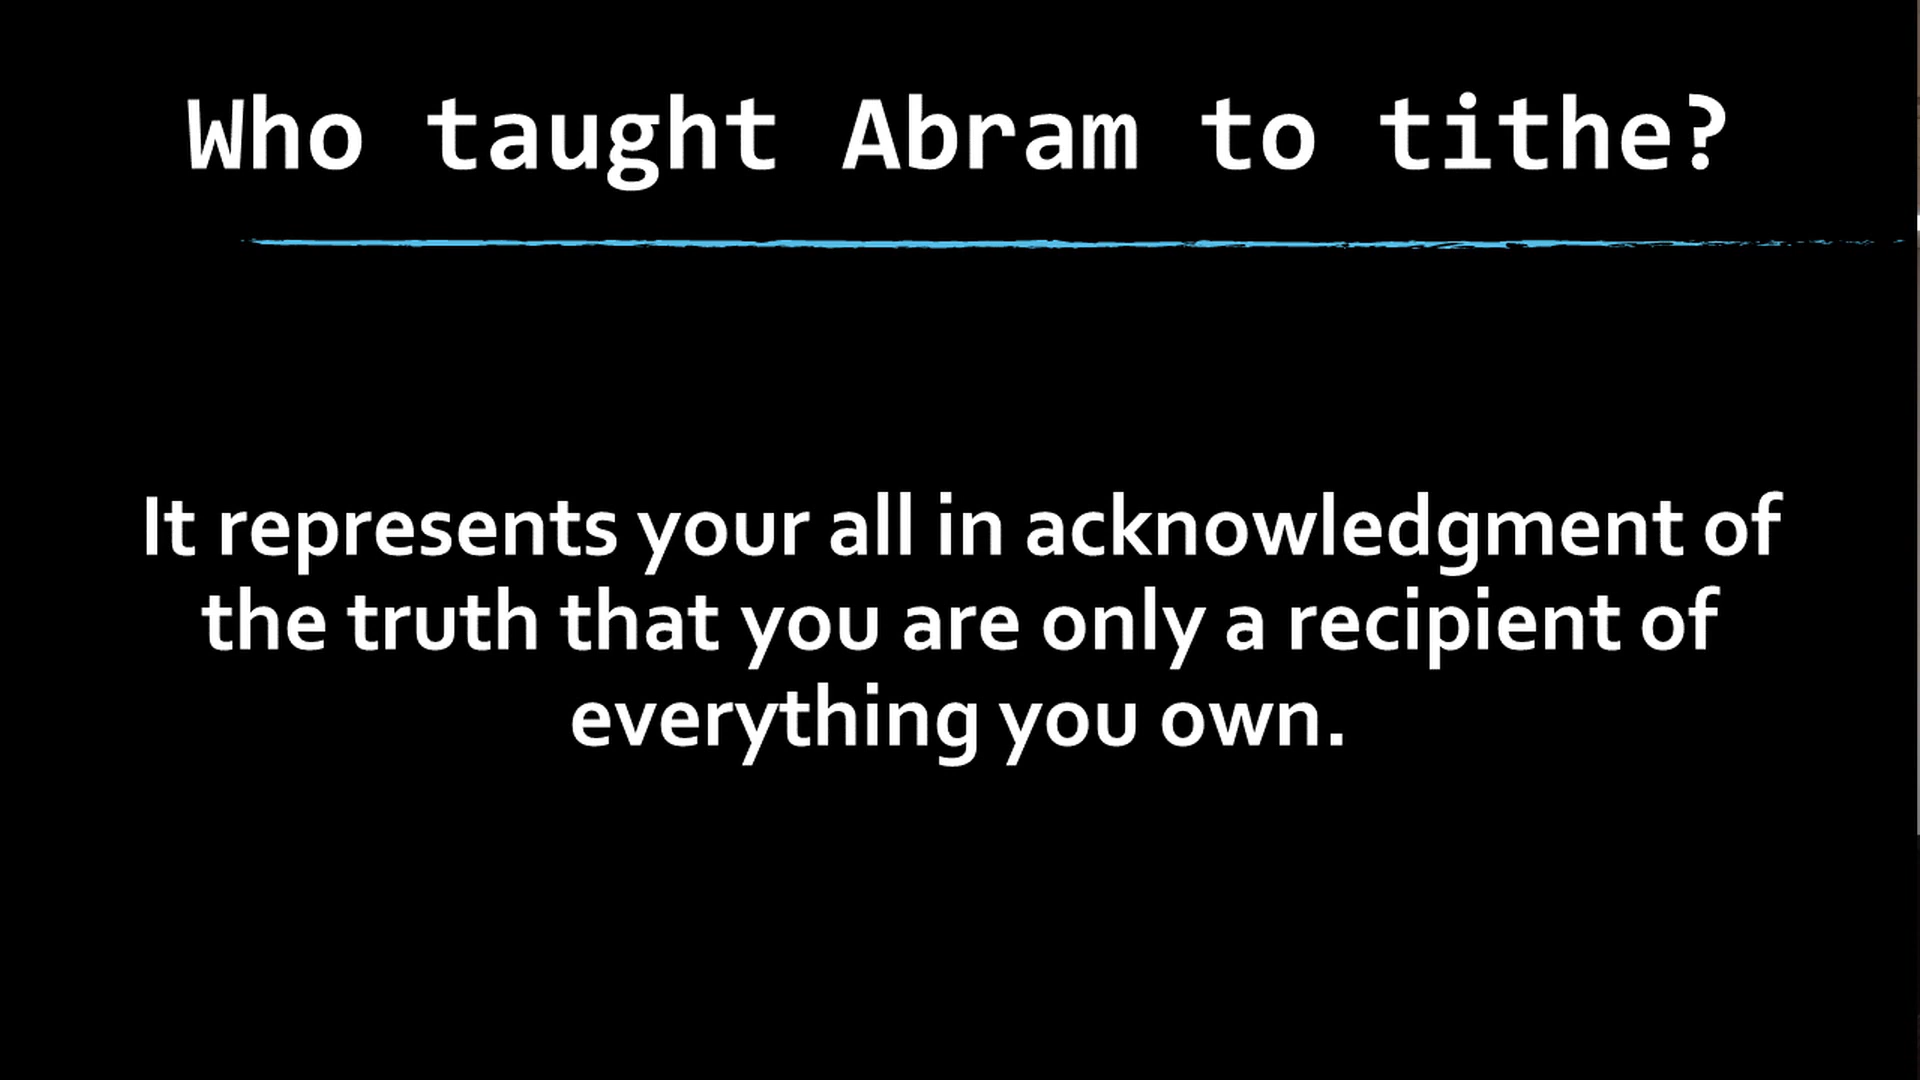 Who taught Abram to tithe?
It represents your all in acknowledgment of
the truth that you are only a recipient of
everything you own.